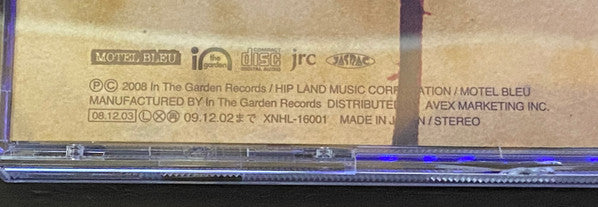 MOTEL BLEU in the garden COMPACT disc DIGITAL AUDIO jrc JASRAC
Ⓟ© 2008 In The Garden Records / HIP LAND MUSIC CORPORATION / MOTEL BLEU
MANUFACTURED BY In The Garden Records DISTRIBUTED AVEX MARKETING INC.
08.12.03 Ⓛ Ⓧ 09.12.02まで XNHL-16001 MADE IN JAPAN / STEREO